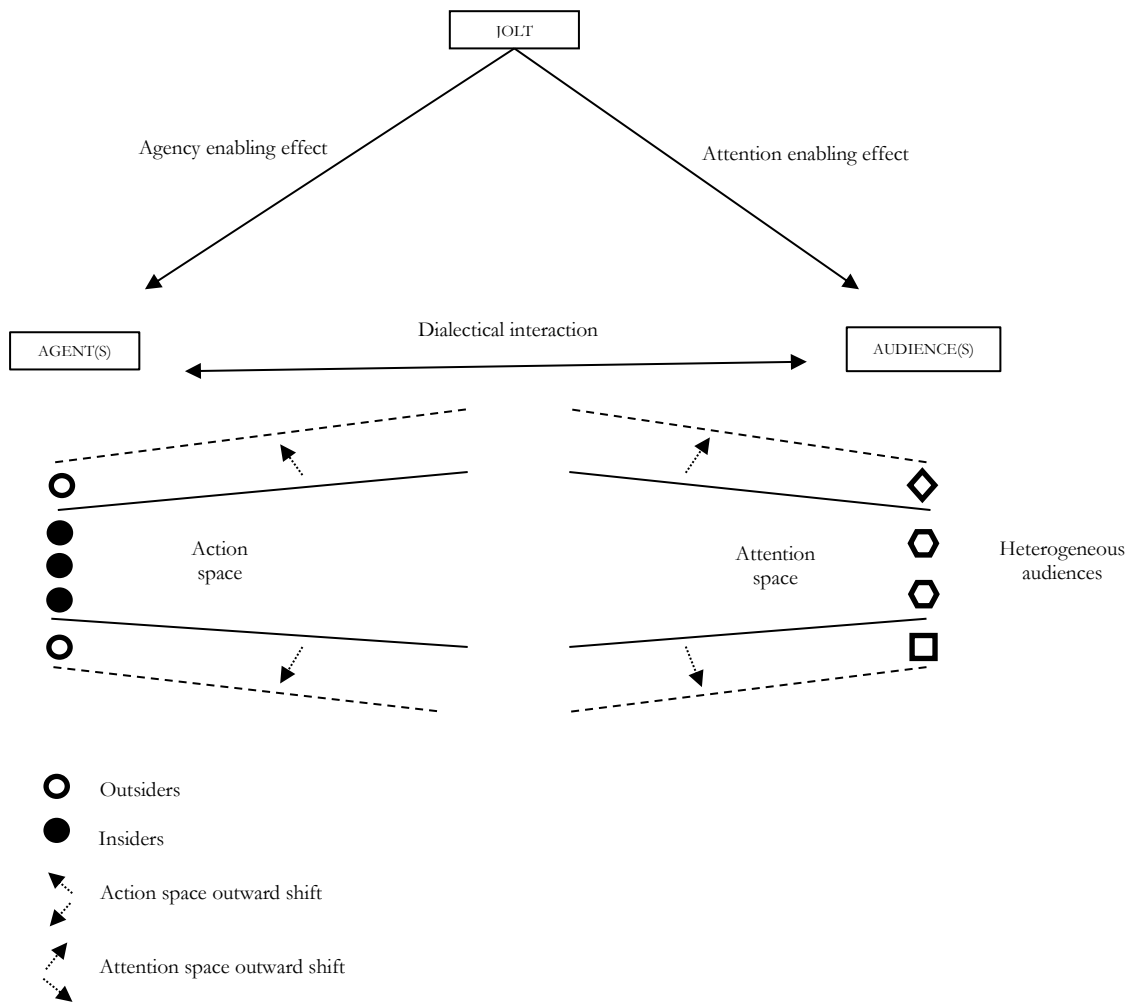 JOLT
Agency enabling effect
Attention enabling effect
Dialectical interaction
AGENT(S)
AUDIENCE(S)
Action
space
Attention
space
Heterogeneous
audiences
Outsiders
Insiders
Action space outward shift
Attention space outward shift